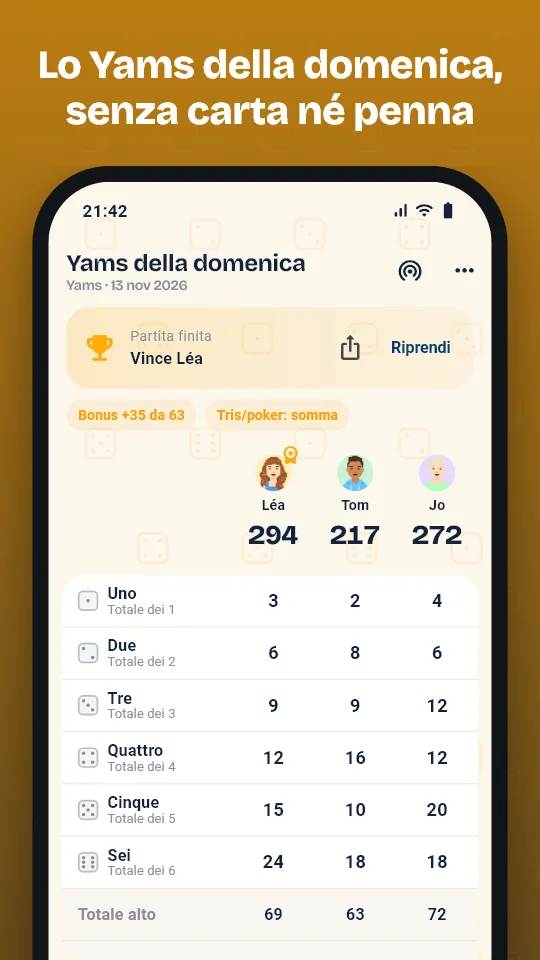 Lo Yams della domenica,
senza carta né penna
21:42
Yams della domenica
Yams · 13 nov 2026
Partita finita
Vince Léa
Riprendi
Bonus +35 da 63
Tris/poker: somma
Léa Tom Jo
294 217 272
Uno 3 2 4
Totale dei 1
Due 6 8 6
Totale dei 2
Tre 9 9 12
Totale dei 3
Quattro 12 16 12
Totale dei 4
Cinque 15 10 20
Totale dei 5
Sei 24 18 18
Totale dei 6
Totale alto 69 63 72